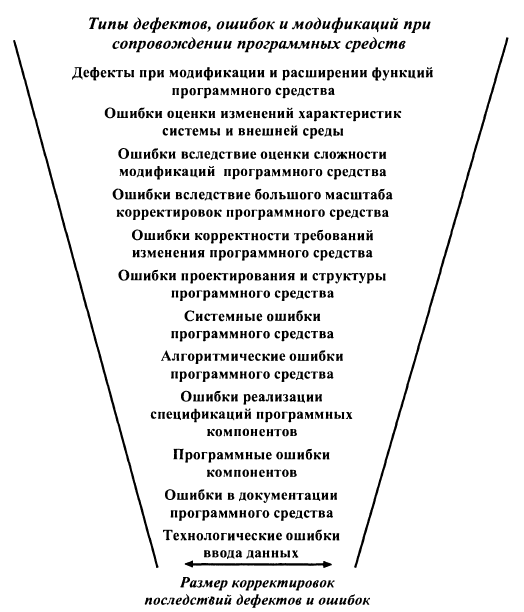 Типы дефектов, ошибок и модификаций при
сопровождении программных средств
Дефекты при модификации и расширении функций
программного средства
Ошибки оценки изменений характеристик
системы и внешней среды
Ошибки вследствие оценки сложности
модификаций программного средства
Ошибки вследствие большого масштаба
корректировок программного средства
Ошибки корректности требований
изменения программного средства
Ошибки проектирования и структуры
программного средства
Системные ошибки
программного средства
Алгоритмические ошибки
программного средства
Ошибки реализации
спецификаций программных
компонентов
Программные ошибки
компонентов
Ошибки в документации
программного средства
Технологические ошибки
ввода данных
Размер корректировок
последствий дефектов и ошибок